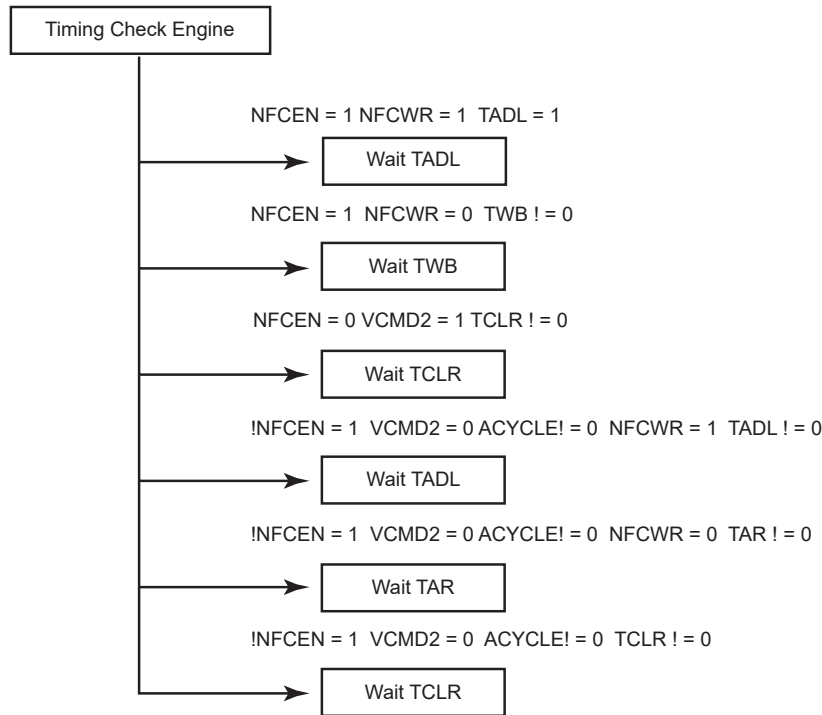 Timing Check Engine
NFCEN = 1 NFCWR = 1 TADL = 1
Wait TADL
NFCEN = 1 NFCWR = 0 TWB ! = 0
Wait TWB
NFCEN = 0 VCMD2 = 1 TCLR ! = 0
Wait TCLR
!NFCEN = 1 VCMD2 = 0 ACYCLE! = 0 NFCWR = 1 TADL ! = 0
Wait TADL
!NFCEN = 1 VCMD2 = 0 ACYCLE! = 0 NFCWR = 0 TAR ! = 0
Wait TAR
!NFCEN = 1 VCMD2 = 0 ACYCLE! = 0 TCLR ! = 0
Wait TCLR